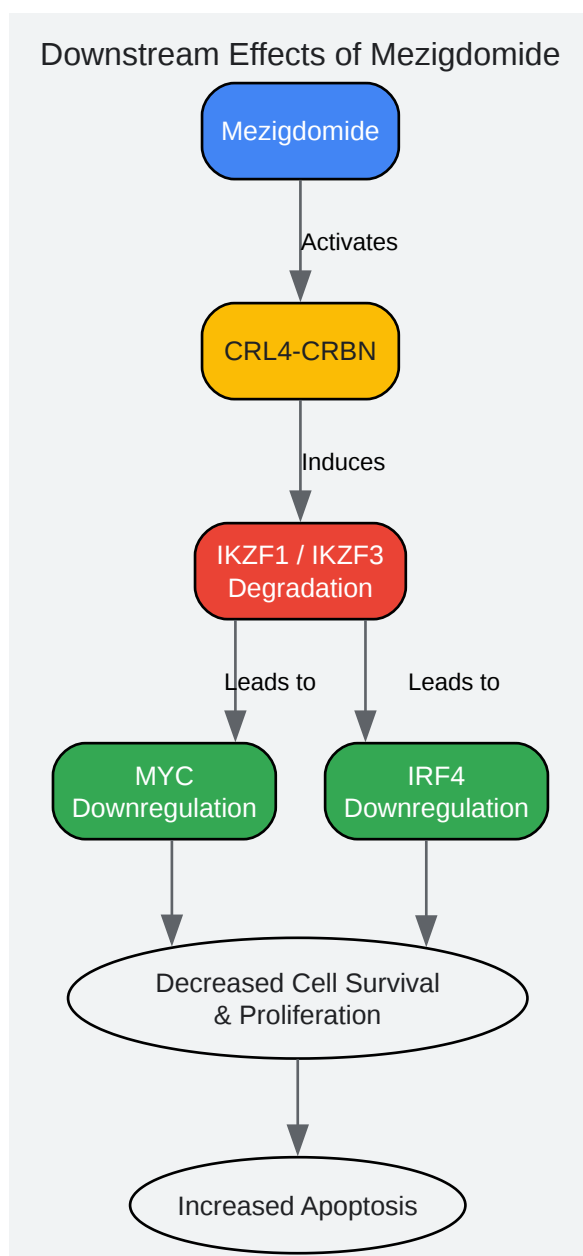 Downstream Effects of Mezigdomide
Mezigdomide
Activates
CRL4-CRBN
Induces
IKZF1 / IKZF3
Degradation
Leads to
Leads to
MYC
Downregulation
IRF4
Downregulation
Decreased Cell Survival
& Proliferation
Increased Apoptosis